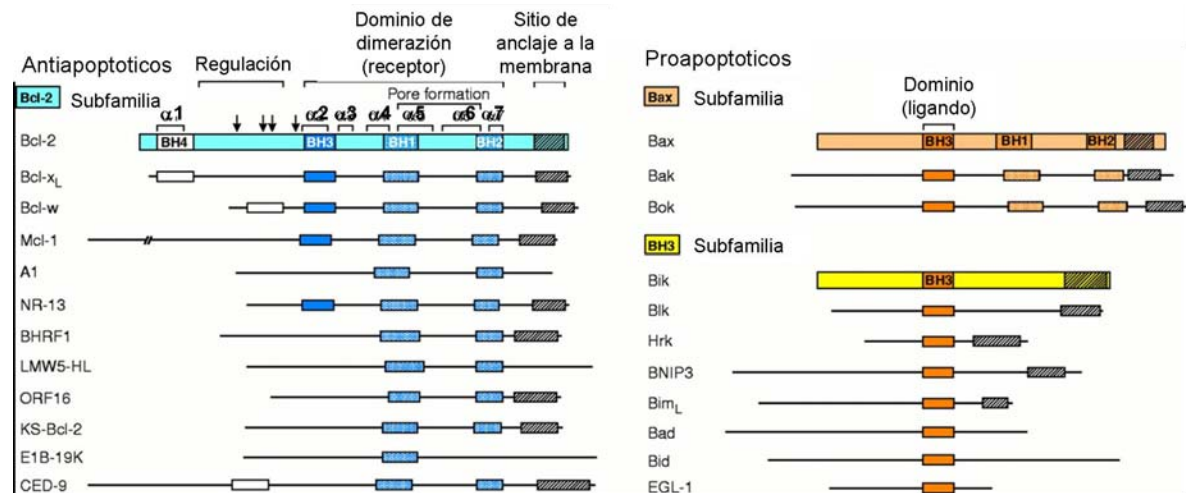 Antiapoptoticos
Regulación
Dominio de
dimerazión
(receptor)
Sitio de
anclaje a la
membrana
Bcl-2 Subfamilia
Pore formation
α1 α2 α3 α4 α5 α6 α7
Bcl-2 BH4 BH3 BH1 BH2
Bcl-xL
Bcl-w
Mcl-1
A1
NR-13
BHRF1
LMW5-HL
ORF16
KS-Bcl-2
E1B-19K
CED-9
Proapoptoticos
Bax Subfamilia
Dominio
(ligando)
Bax BH3 BH1 BH2
Bak
Bok
BH3 Subfamilia
Bik BH3
Blk
Hrk
BNIP3
BimL
Bad
Bid
EGL-1